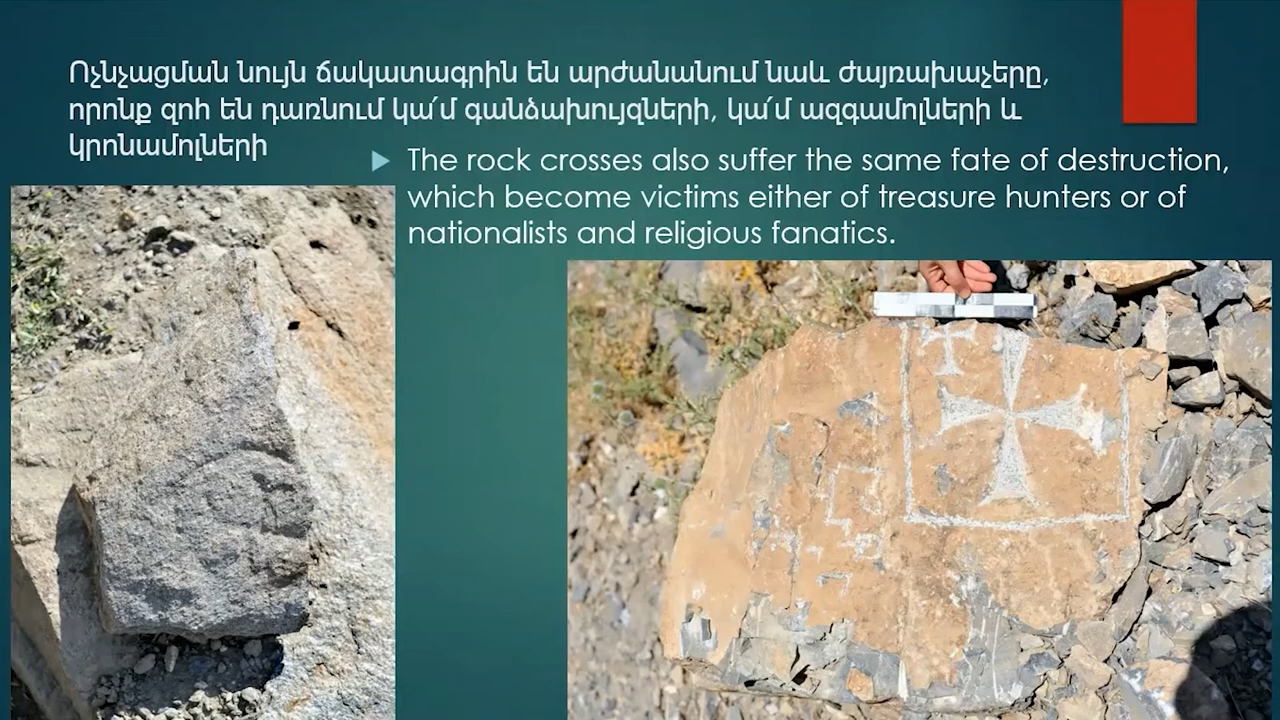 Ոչնչացման նույն ճակատագրին են արժանանում նաև ժայռախաչերը,
որոնք զոհ են դառնում կա՛մ գանձախույզների, կա՛մ ազգամոլների և
կրոնամոլների
The rock crosses also suffer the same fate of destruction,
which become victims either of treasure hunters or of
nationalists and religious fanatics.